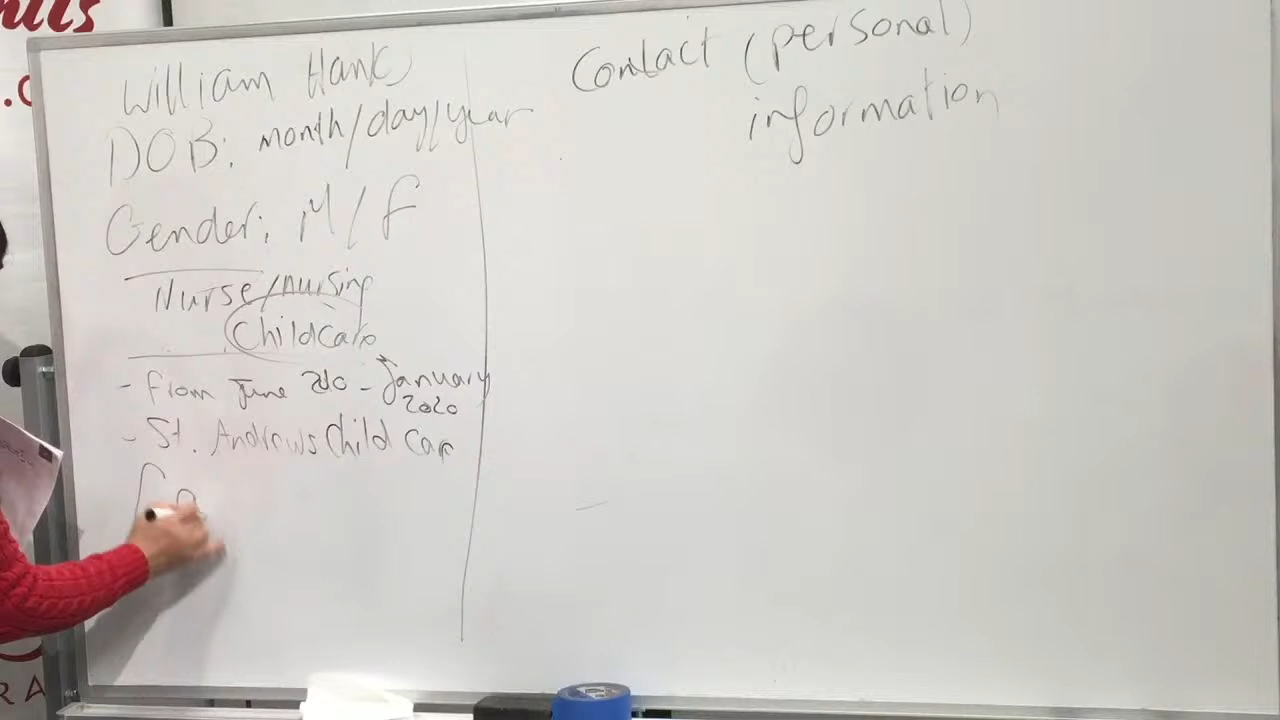 William Hanks
DOB: month/day/year
Gender: M/F
Nurse/nursing
Childcare
- from June 2010 - January
2020
- St. Andrews Child Care
Contact (personal)
information